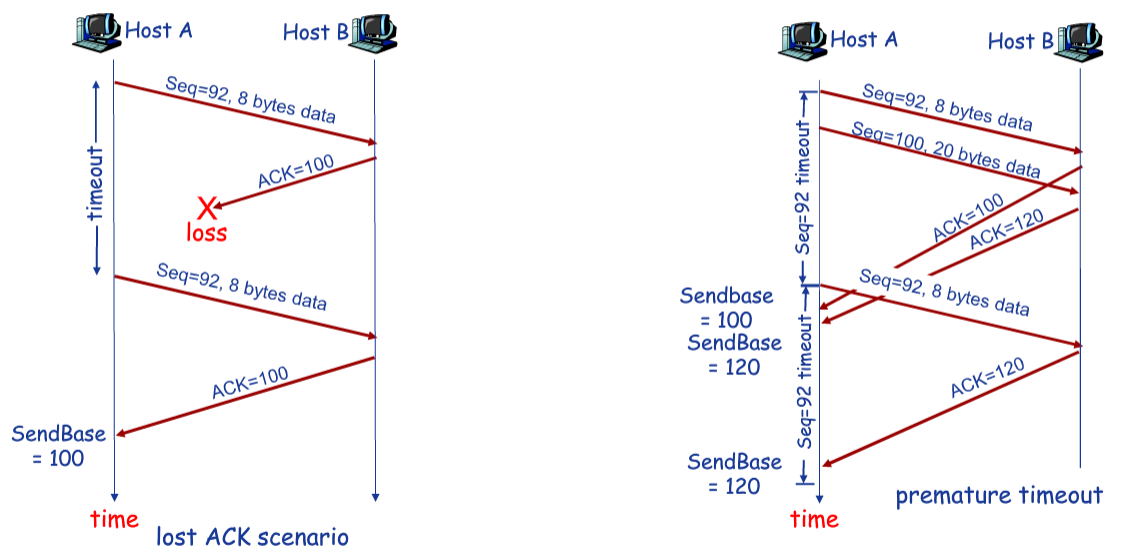 Host A
Host B
Seq=92, 8 bytes data
ACK=100
timeout
X
loss
Seq=92, 8 bytes data
ACK=100
SendBase
= 100
time
lost ACK scenario
Host A
Host B
Seq=92, 8 bytes data
Seq=100, 20 bytes data
Seq=92 timeout
ACK=100
ACK=120
Seq=92, 8 bytes data
Sendbase
= 100
SendBase
= 120
Seq=92 timeout
ACK=120
SendBase
= 120
premature timeout
time